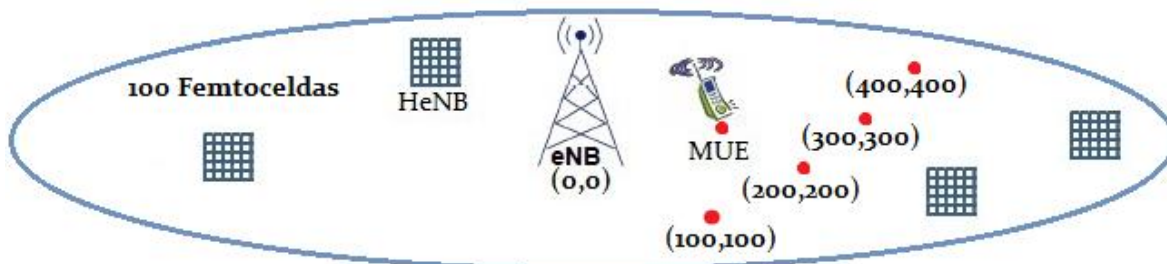 100 Femtoceldas
HeNB
eNB
(0,0)
MUE
(400,400)
(300,300)
(200,200)
(100,100)